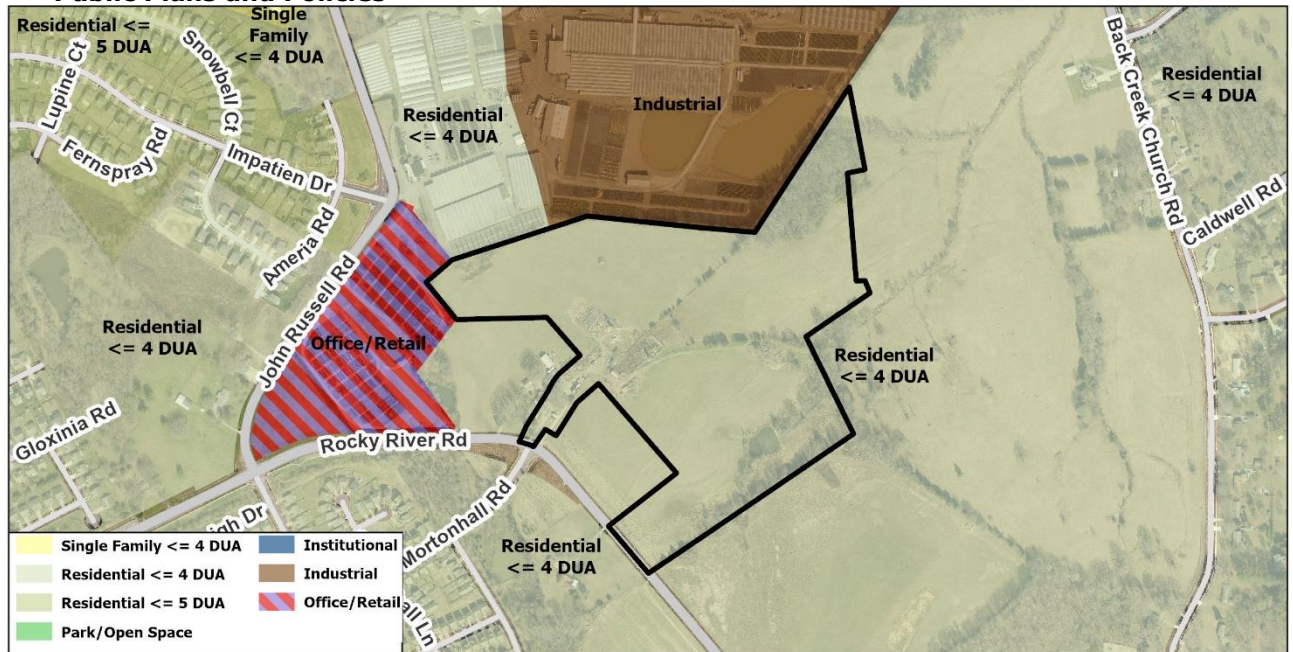 Public Plans and Policies
Residential <=
5 DUA
Single
Family
<= 4 DUA
Snowbell Ct
Lupine Ct
Fernspray Rd
Impatien Dr
Ameria Rd
John Russell Rd
Residential
<= 4 DUA
Industrial
Back Creek Church Rd
Residential
<= 4 DUA
Caldwell Rd
Residential
<= 4 DUA
Office/Retail
Residential
<= 4 DUA
Gloxinia Rd
Rocky River Rd
Mortonhall Rd
Residential
<= 4 DUA
Dr
Ln
Single Family <= 4 DUA
Residential <= 4 DUA
Residential <= 5 DUA
Park/Open Space
Institutional
Industrial
Office/Retail